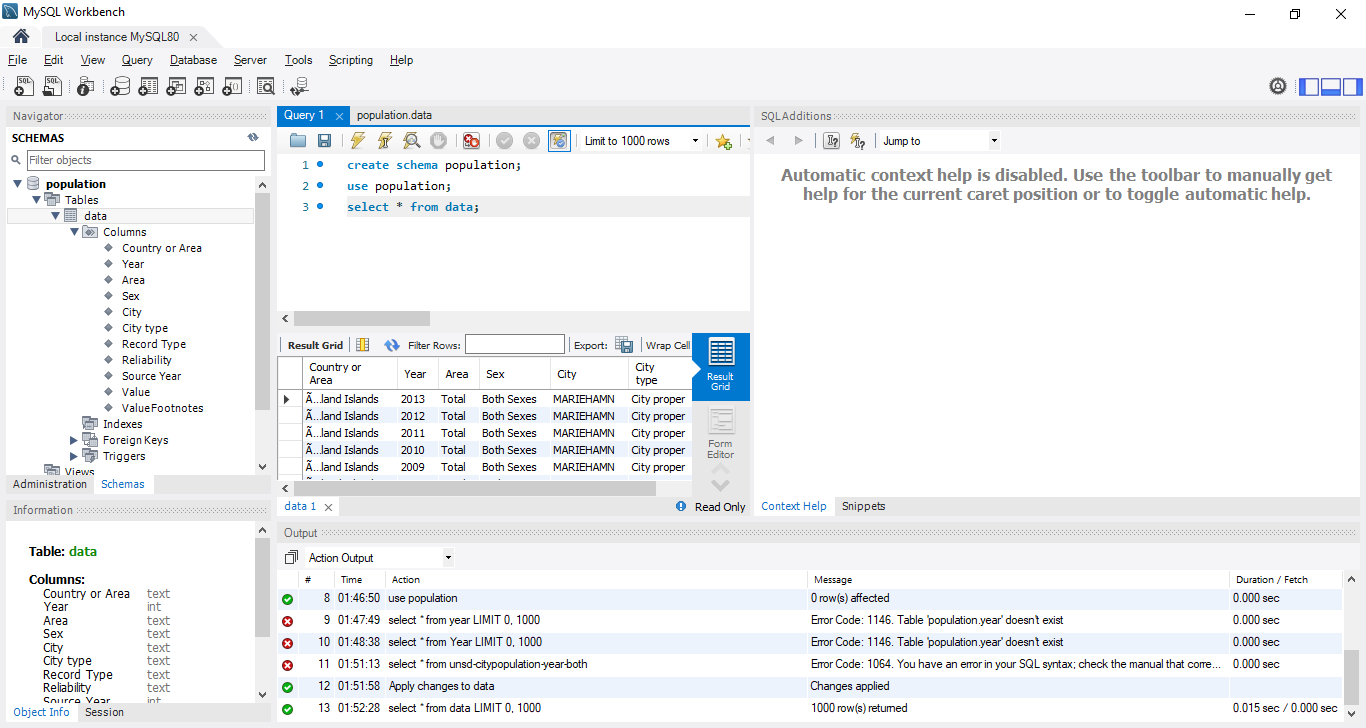 MySQL Workbench
Local instance MySQL80
File Edit View Query Database Server Tools Scripting Help
Navigator
SCHEMAS
Filter objects
population
Tables
data
Columns
Country or Area
Year
Area
Sex
City
City type
Record Type
Reliability
Source Year
Value
ValueFootnotes
Indexes
Foreign Keys
Triggers
Views
Administration Schemas
Information
Table: data
Columns:
Country or Area text
Year int
Area text
Sex text
City text
City type text
Record Type text
Reliability text
Source Year int
Object Info Session
Query 1 population.data
Limit to 1000 rows
1 create schema population;
2 use population;
3 select * from data;
Result Grid Filter Rows: Export: Wrap Cell
Country or Area Year Area Sex City City type
Ã...land Islands 2013 Total Both Sexes MARIEHAMN City proper
Ã...land Islands 2012 Total Both Sexes MARIEHAMN City proper
Ã...land Islands 2011 Total Both Sexes MARIEHAMN City proper
Ã...land Islands 2010 Total Both Sexes MARIEHAMN City proper
Ã...land Islands 2009 Total Both Sexes MARIEHAMN City proper
Result Grid
Form Editor
data 1 Read Only
SQLAdditions
Jump to
Automatic context help is disabled. Use the toolbar to manually get
help for the current caret position or to toggle automatic help.
Context Help Snippets
Output
Action Output
# Time Action Message Duration / Fetch
8 01:46:50 use population 0 row(s) affected 0.000 sec
9 01:47:49 select * from year LIMIT 0, 1000 Error Code: 1146. Table 'population.year' doesn't exist 0.000 sec
10 01:48:38 select * from Year LIMIT 0, 1000 Error Code: 1146. Table 'population.year' doesn't exist 0.000 sec
11 01:51:13 select * from unsd-citypopulation-year-both Error Code: 1064. You have an error in your SQL syntax; check the manual that corre... 0.000 sec
12 01:51:58 Apply changes to data Changes applied
13 01:52:28 select * from data LIMIT 0, 1000 1000 row(s) returned 0.015 sec / 0.000 sec